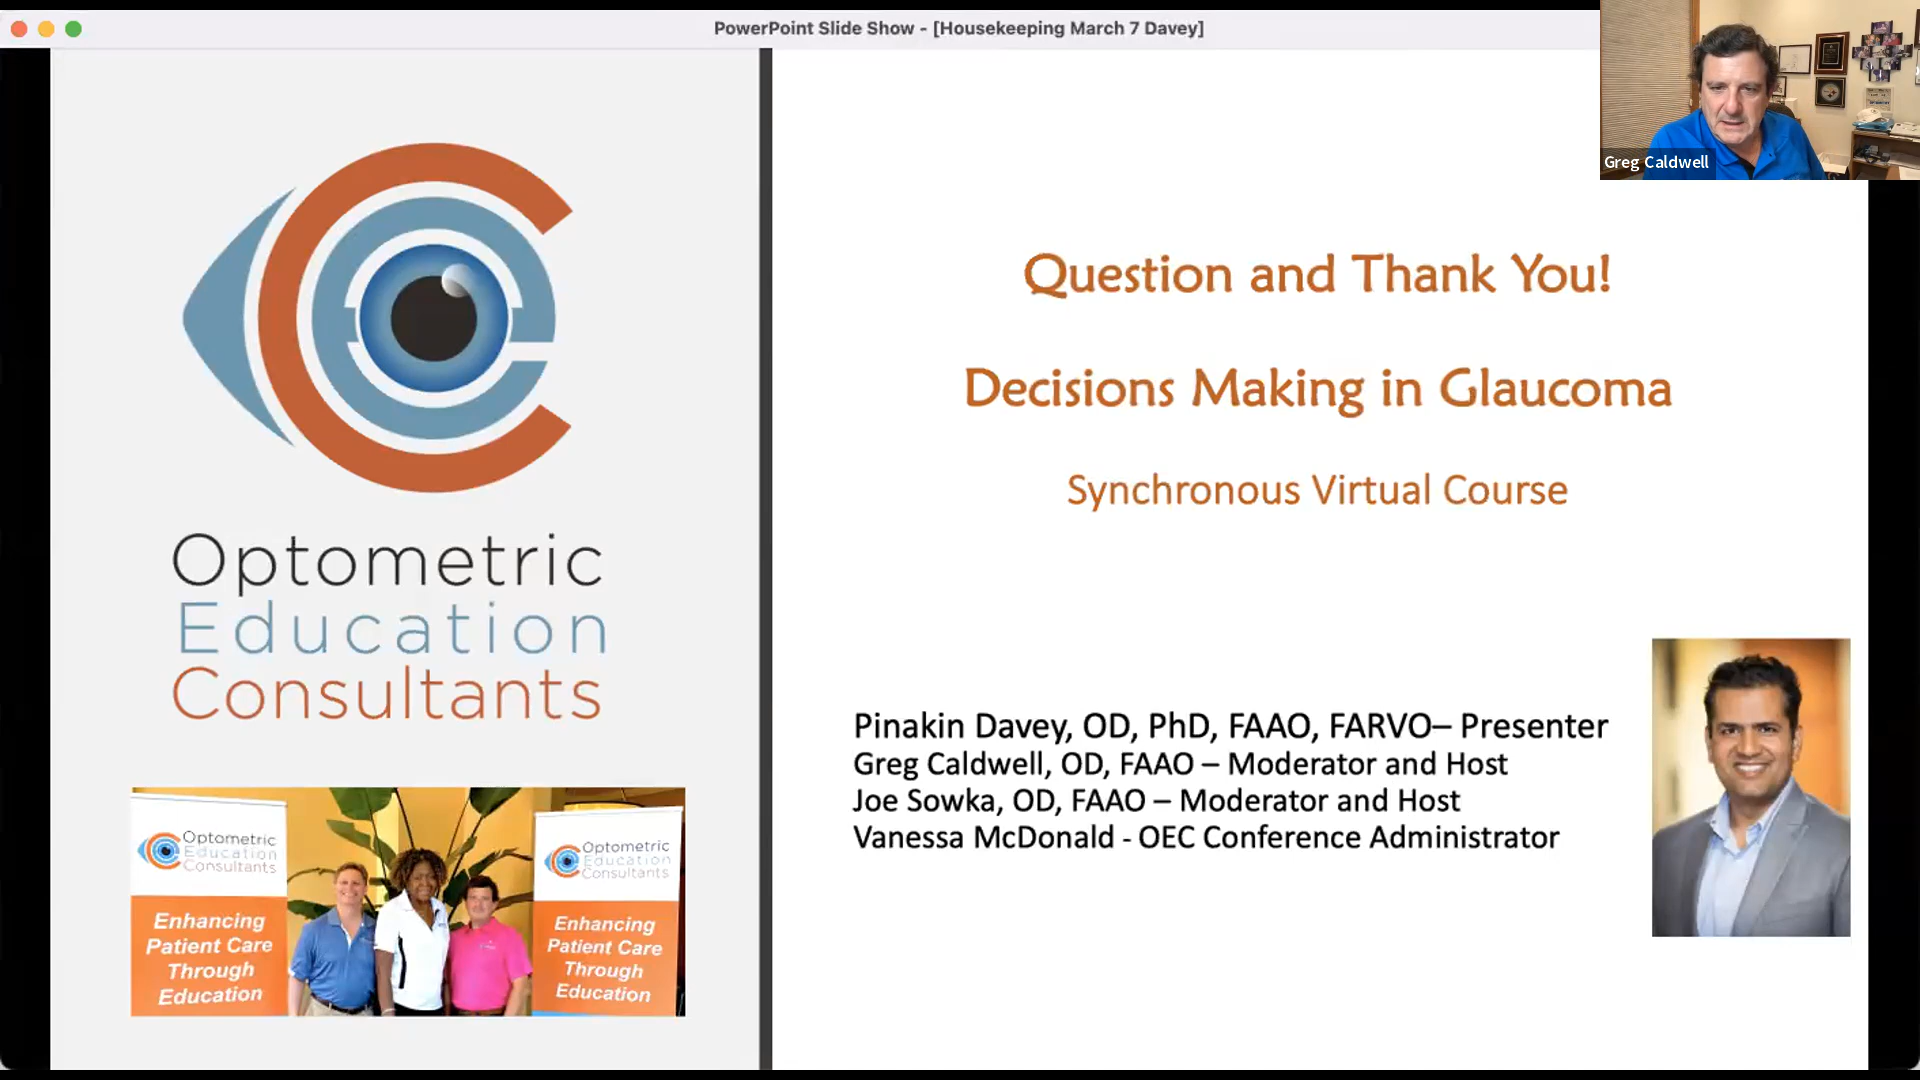 PowerPoint Slide Show - [Housekeeping March 7 Davey]
Greg Caldwell
Optometric
Education
Consultants
Question and Thank You!
Decisions Making in Glaucoma
Synchronous Virtual Course
Pinakin Davey, OD, PhD, FAAO, FARVO– Presenter
Greg Caldwell, OD, FAAO – Moderator and Host
Joe Sowka, OD, FAAO – Moderator and Host
Vanessa McDonald - OEC Conference Administrator
Optometric
Education
Consultants
Enhancing
Patient Care
Through
Education
Optometric
Education
Consultants
Enhancing
Patient Care
Through
Education